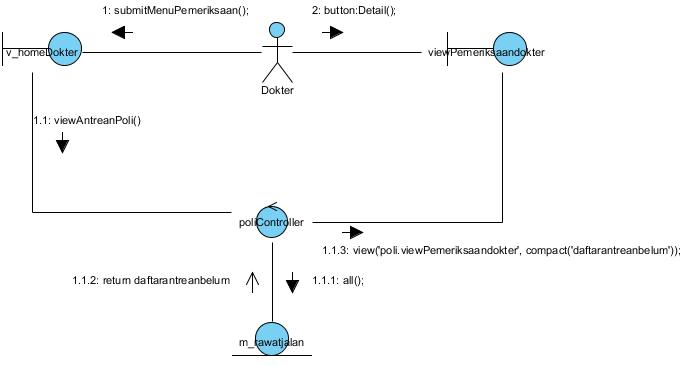 1: submitMenuPemeriksaan();
2: button:Detail();
v_homeDokter
viewPemeriksaandokter
Dokter
1.1: viewAntreanPoli()
poliController
1.1.3: view('poli.viewPemeriksaandokter', compact('daftarantreanbelum'));
1.1.2: return daftarantreanbelum
1.1.1: all();
m_rawatjalan